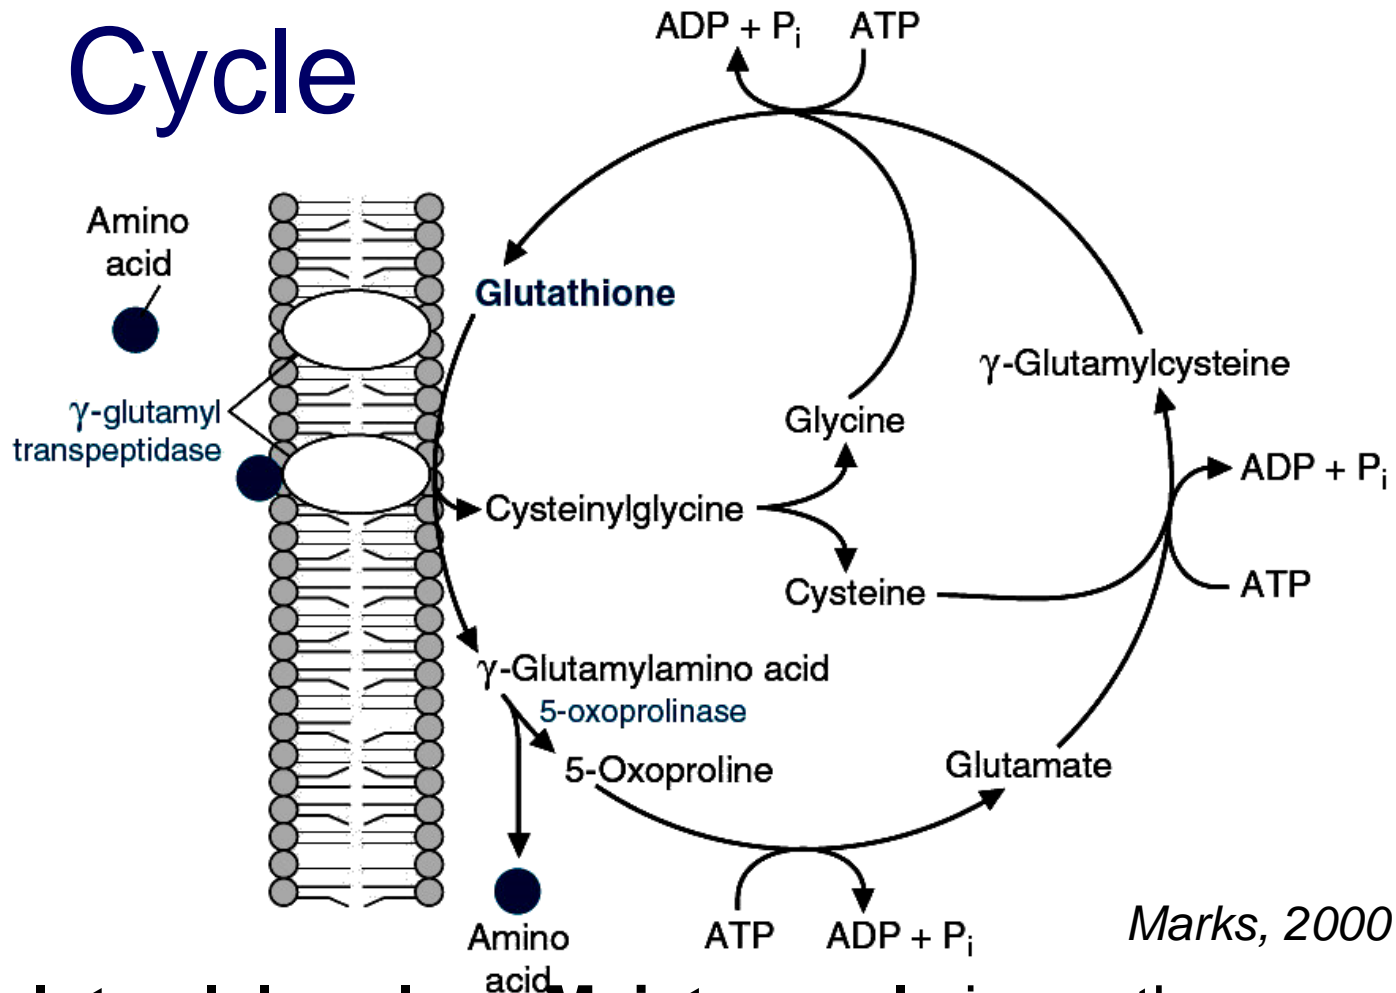 Cycle
ADP + Pi
ATP
Amino
acid
Glutathione
γ-Glutamylcysteine
γ-glutamyl
transpeptidase
Glycine
ADP + Pi
Cysteinylglycine
Cysteine
ATP
γ-Glutamylamino acid
5-oxoprolinase
5-Oxoproline
Glutamate
Amino
acid
ATP
ADP + Pi
Marks, 2000